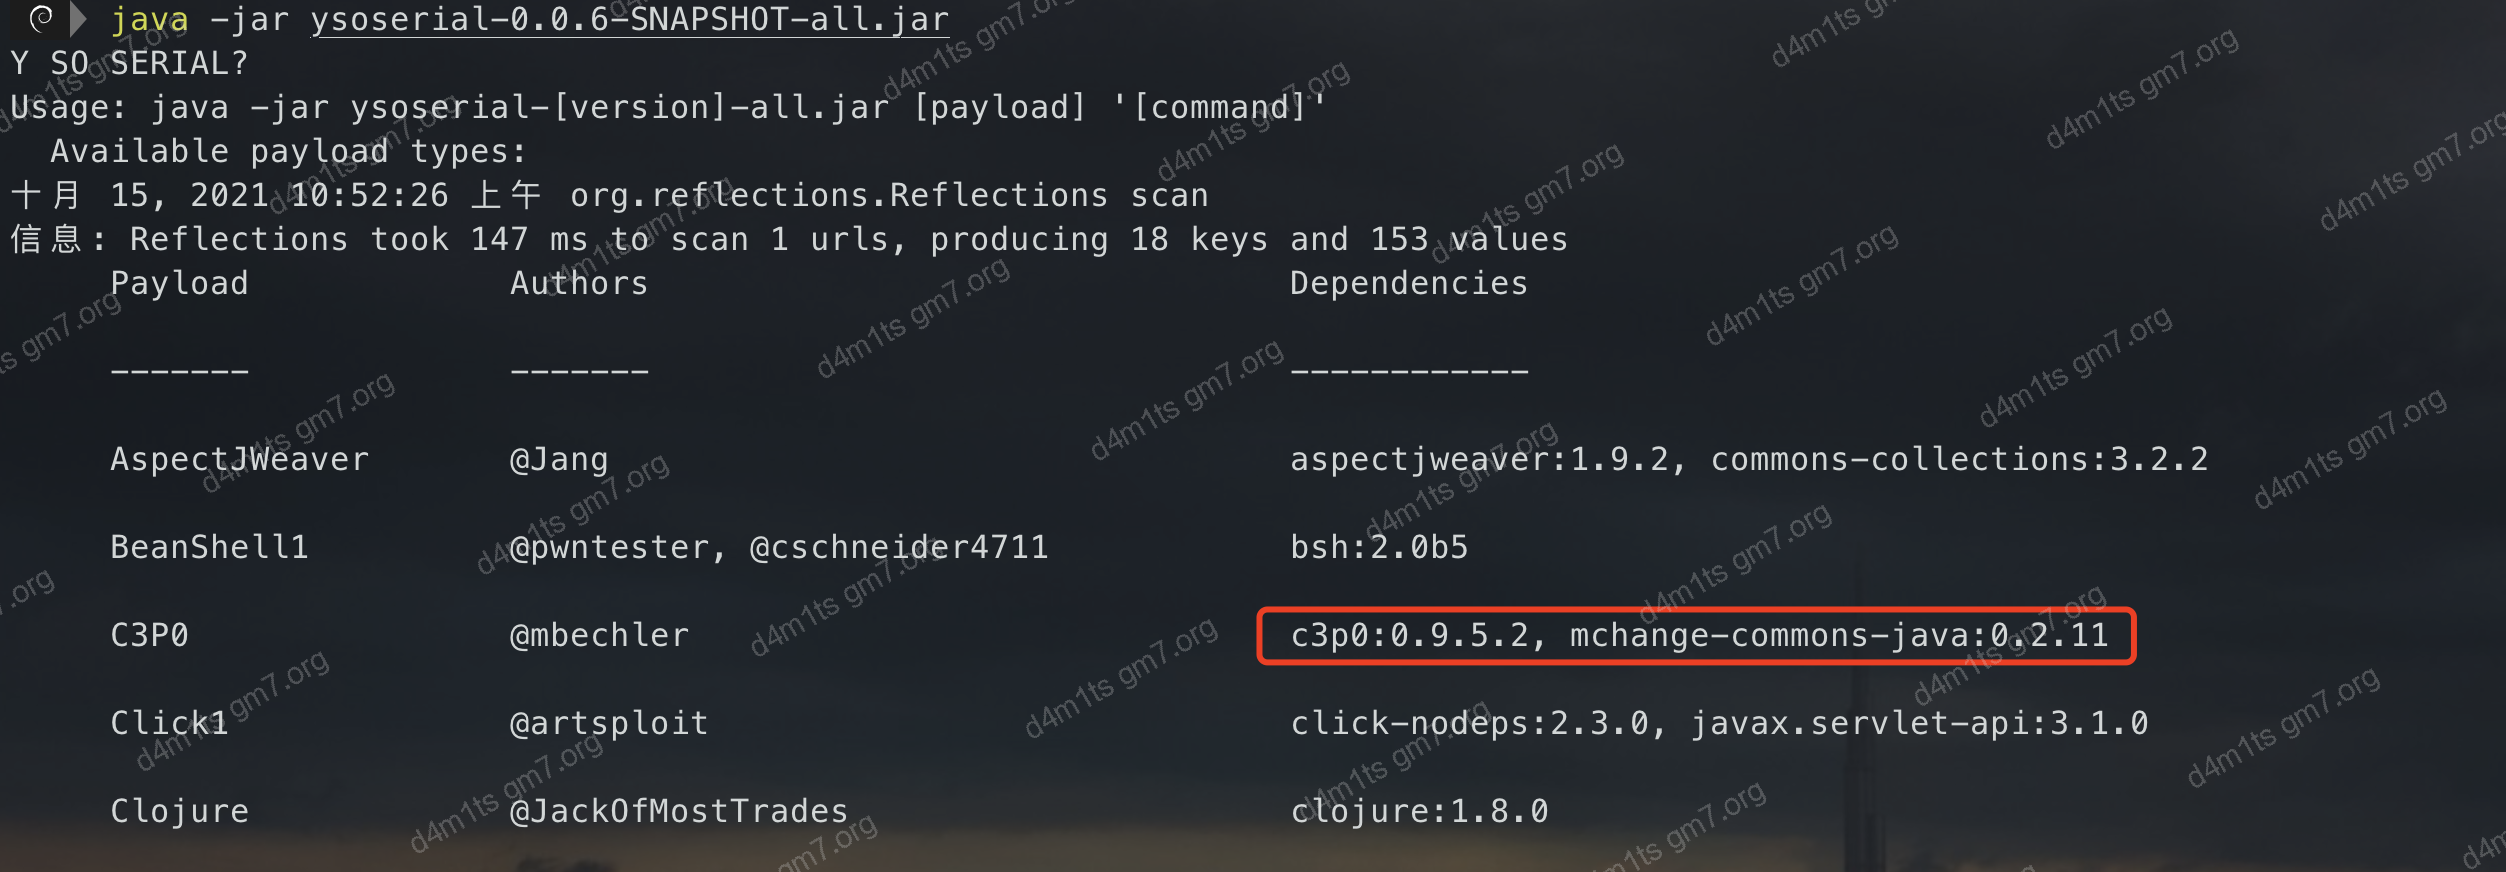 java -jar ysoserial-0.0.6-SNAPSHOT-all.jar
Y SO SERIAL?
Usage: java -jar ysoserial-[version]-all.jar [payload] '[command]'
  Available payload types:
十月 15, 2021 10:52:26 上午 org.reflections.Reflections scan
信息: Reflections took 147 ms to scan 1 urls, producing 18 keys and 153 values
     Payload             Authors                                Dependencies
     -------             -------                                ------------
     AspectJWeaver       @Jang                                  aspectjweaver:1.9.2, commons-collections:3.2.2
     BeanShell1          @pwntester, @cschneider4711            bsh:2.0b5
     C3P0                @mbechler                              c3p0:0.9.5.2, mchange-commons-java:0.2.11
     Click1              @artsploit                             click-nodeps:2.3.0, javax.servlet-api:3.1.0
     Clojure             @JackOfMostTrades                      clojure:1.8.0
d4m1ts gm7.org